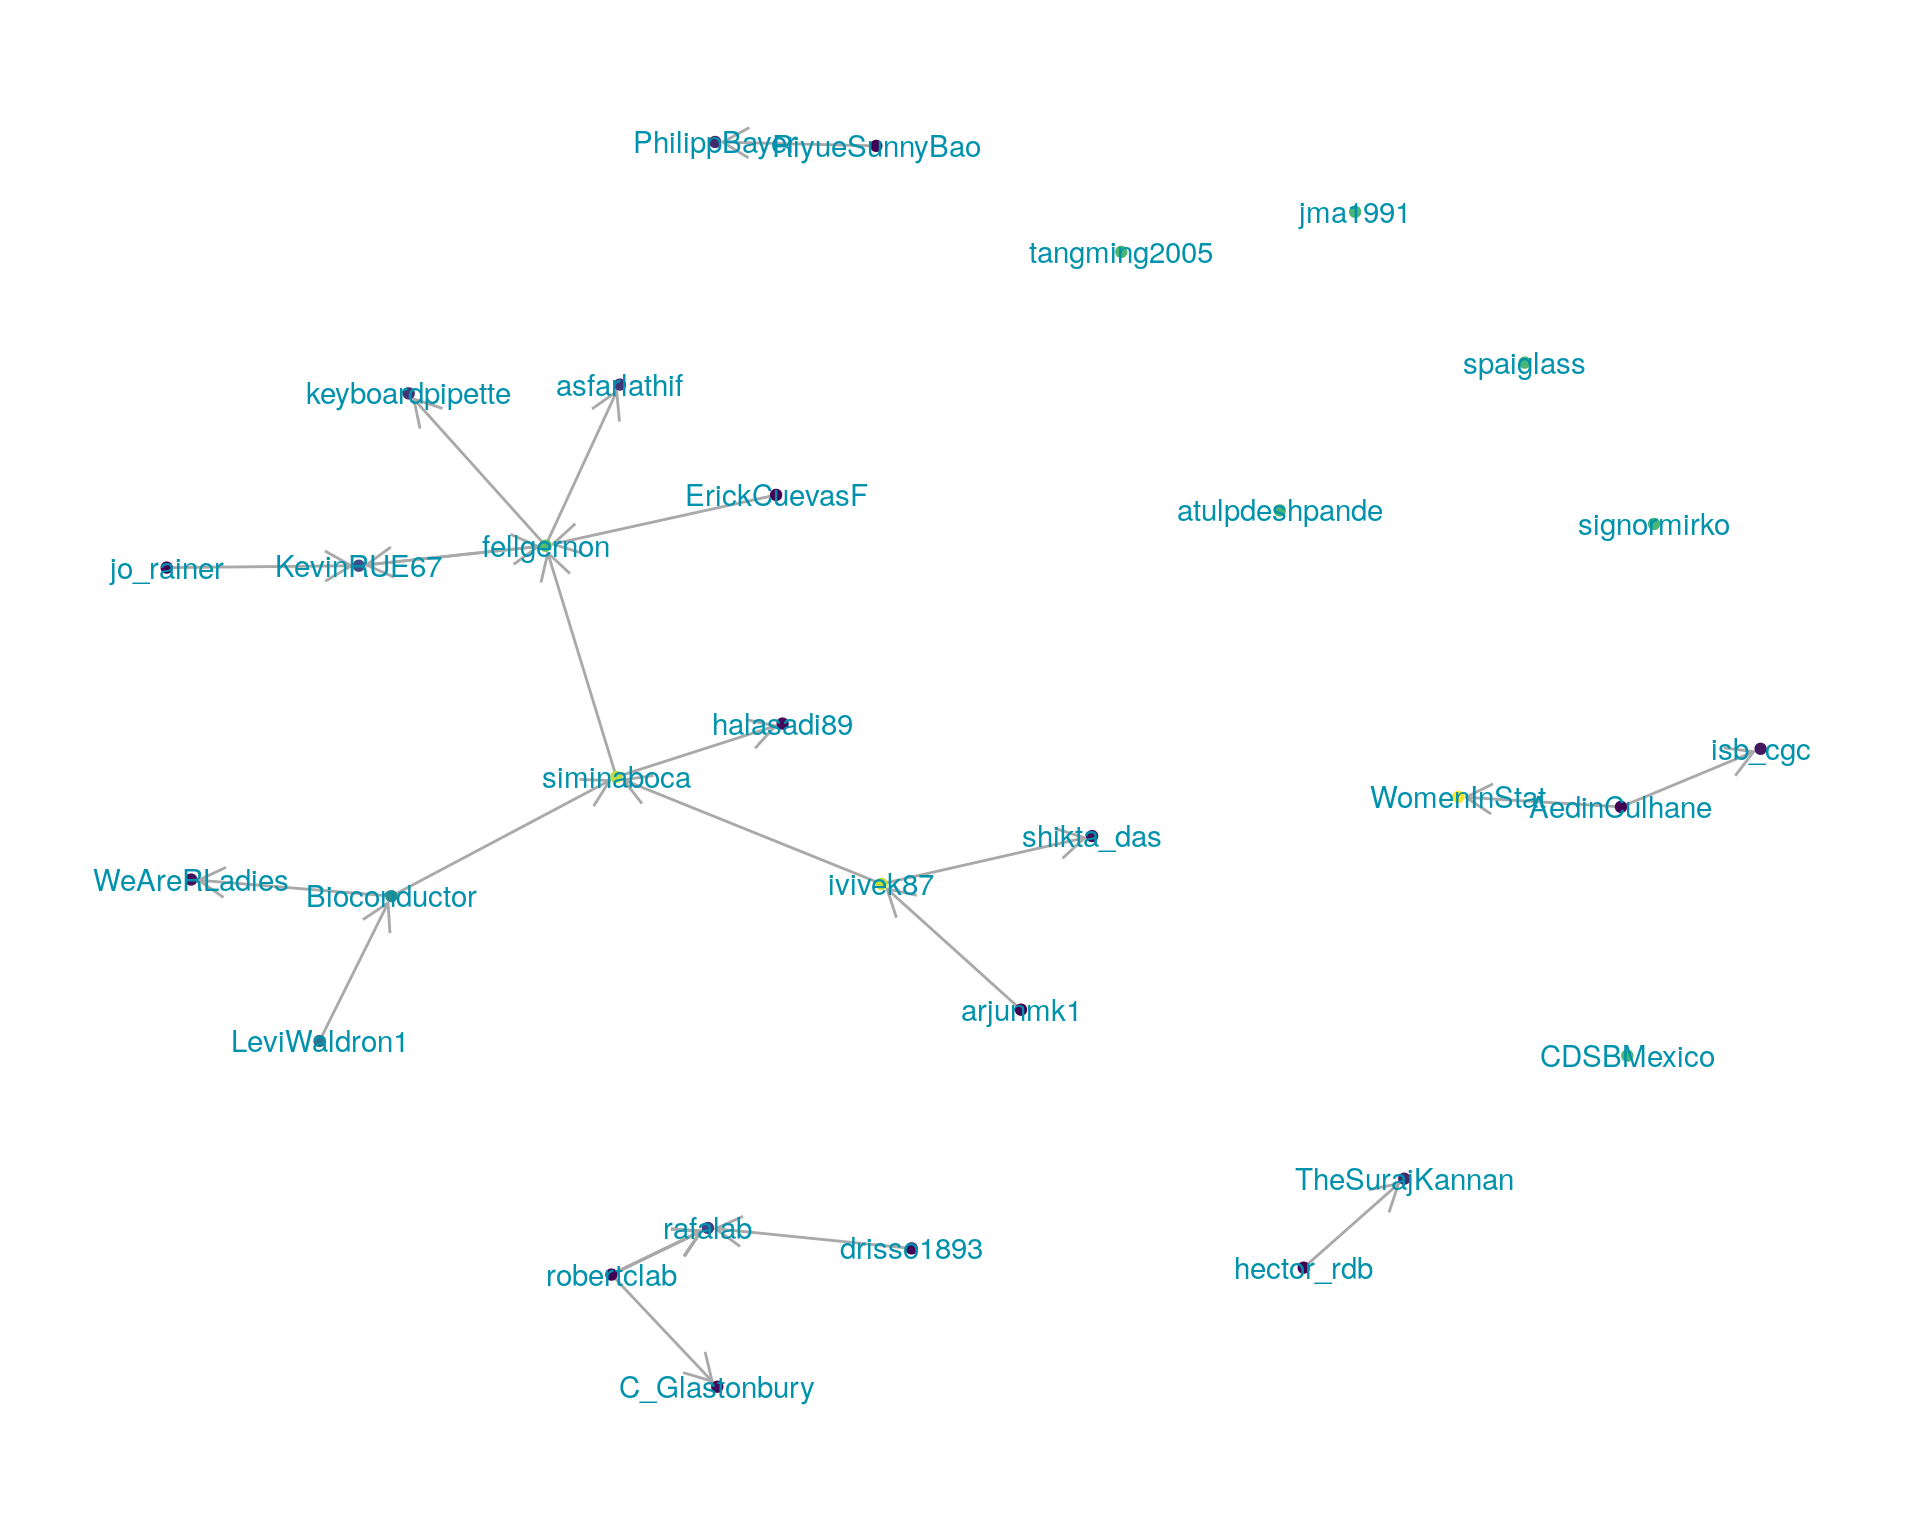 PhilippBayer
RiyueSunnyBao
jma1991
tangming2005
spaiglass
keyboardpipette
asfarlathif
ErickCuevasF
atulpdeshpande
signormirko
fellgernon
jo_rainer
KevinRUE67
halasadi89
siminaboca
isb_cgc
WomenInStat
AedinCulhane
shikta_das
WeAreRLadies
Bioconductor
ivivek87
arjunmk1
LeviWaldron1
CDSBMexico
TheSurajKannan
rafalab
drisso1893
robertclab
hector_rdb
C_Glastonbury